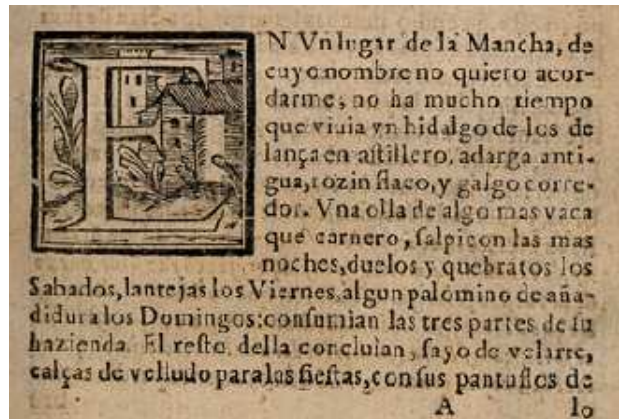 EN Vn lugar de la Mancha, de
cuyo nombre no quiero acor-
darme, no ha mucho tiempo
que viuia vn hidalgo de los de
lança en astillero, adarga anti-
gua, rozin flaco, y galgo corre-
dor. Vna olla de algo mas vaca
que carnero, salpicon las mas
noches, duelos y quebratos los
Sabados, lantejas los Viernes, algun palomino de aña-
didura los Domingos: consumian las tres partes de su
hazienda. El resto della concluian, sayo de velarte,
calças de velludo para las fiestas, con sus pantuflos de
A lo